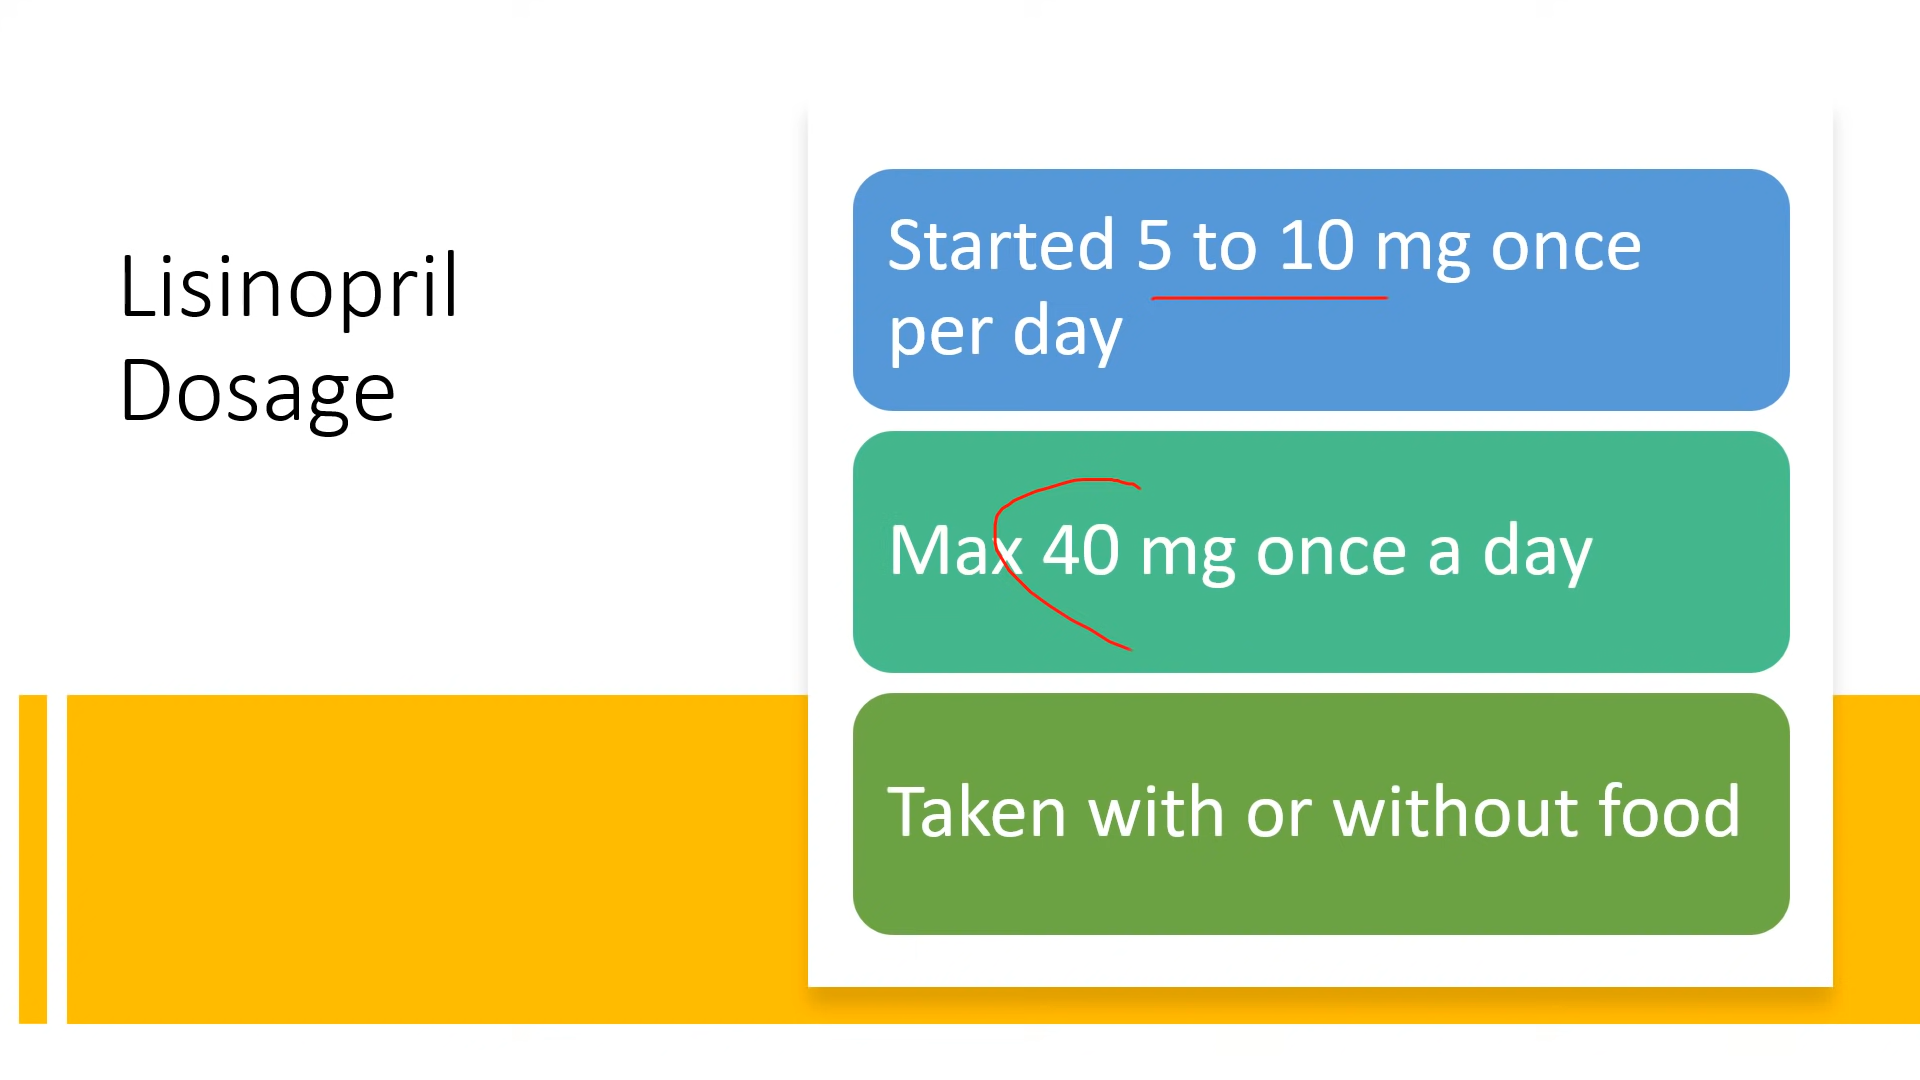 Lisinopril
Dosage
Started 5 to 10 mg once
per day
Max 40 mg once a day
Taken with or without food